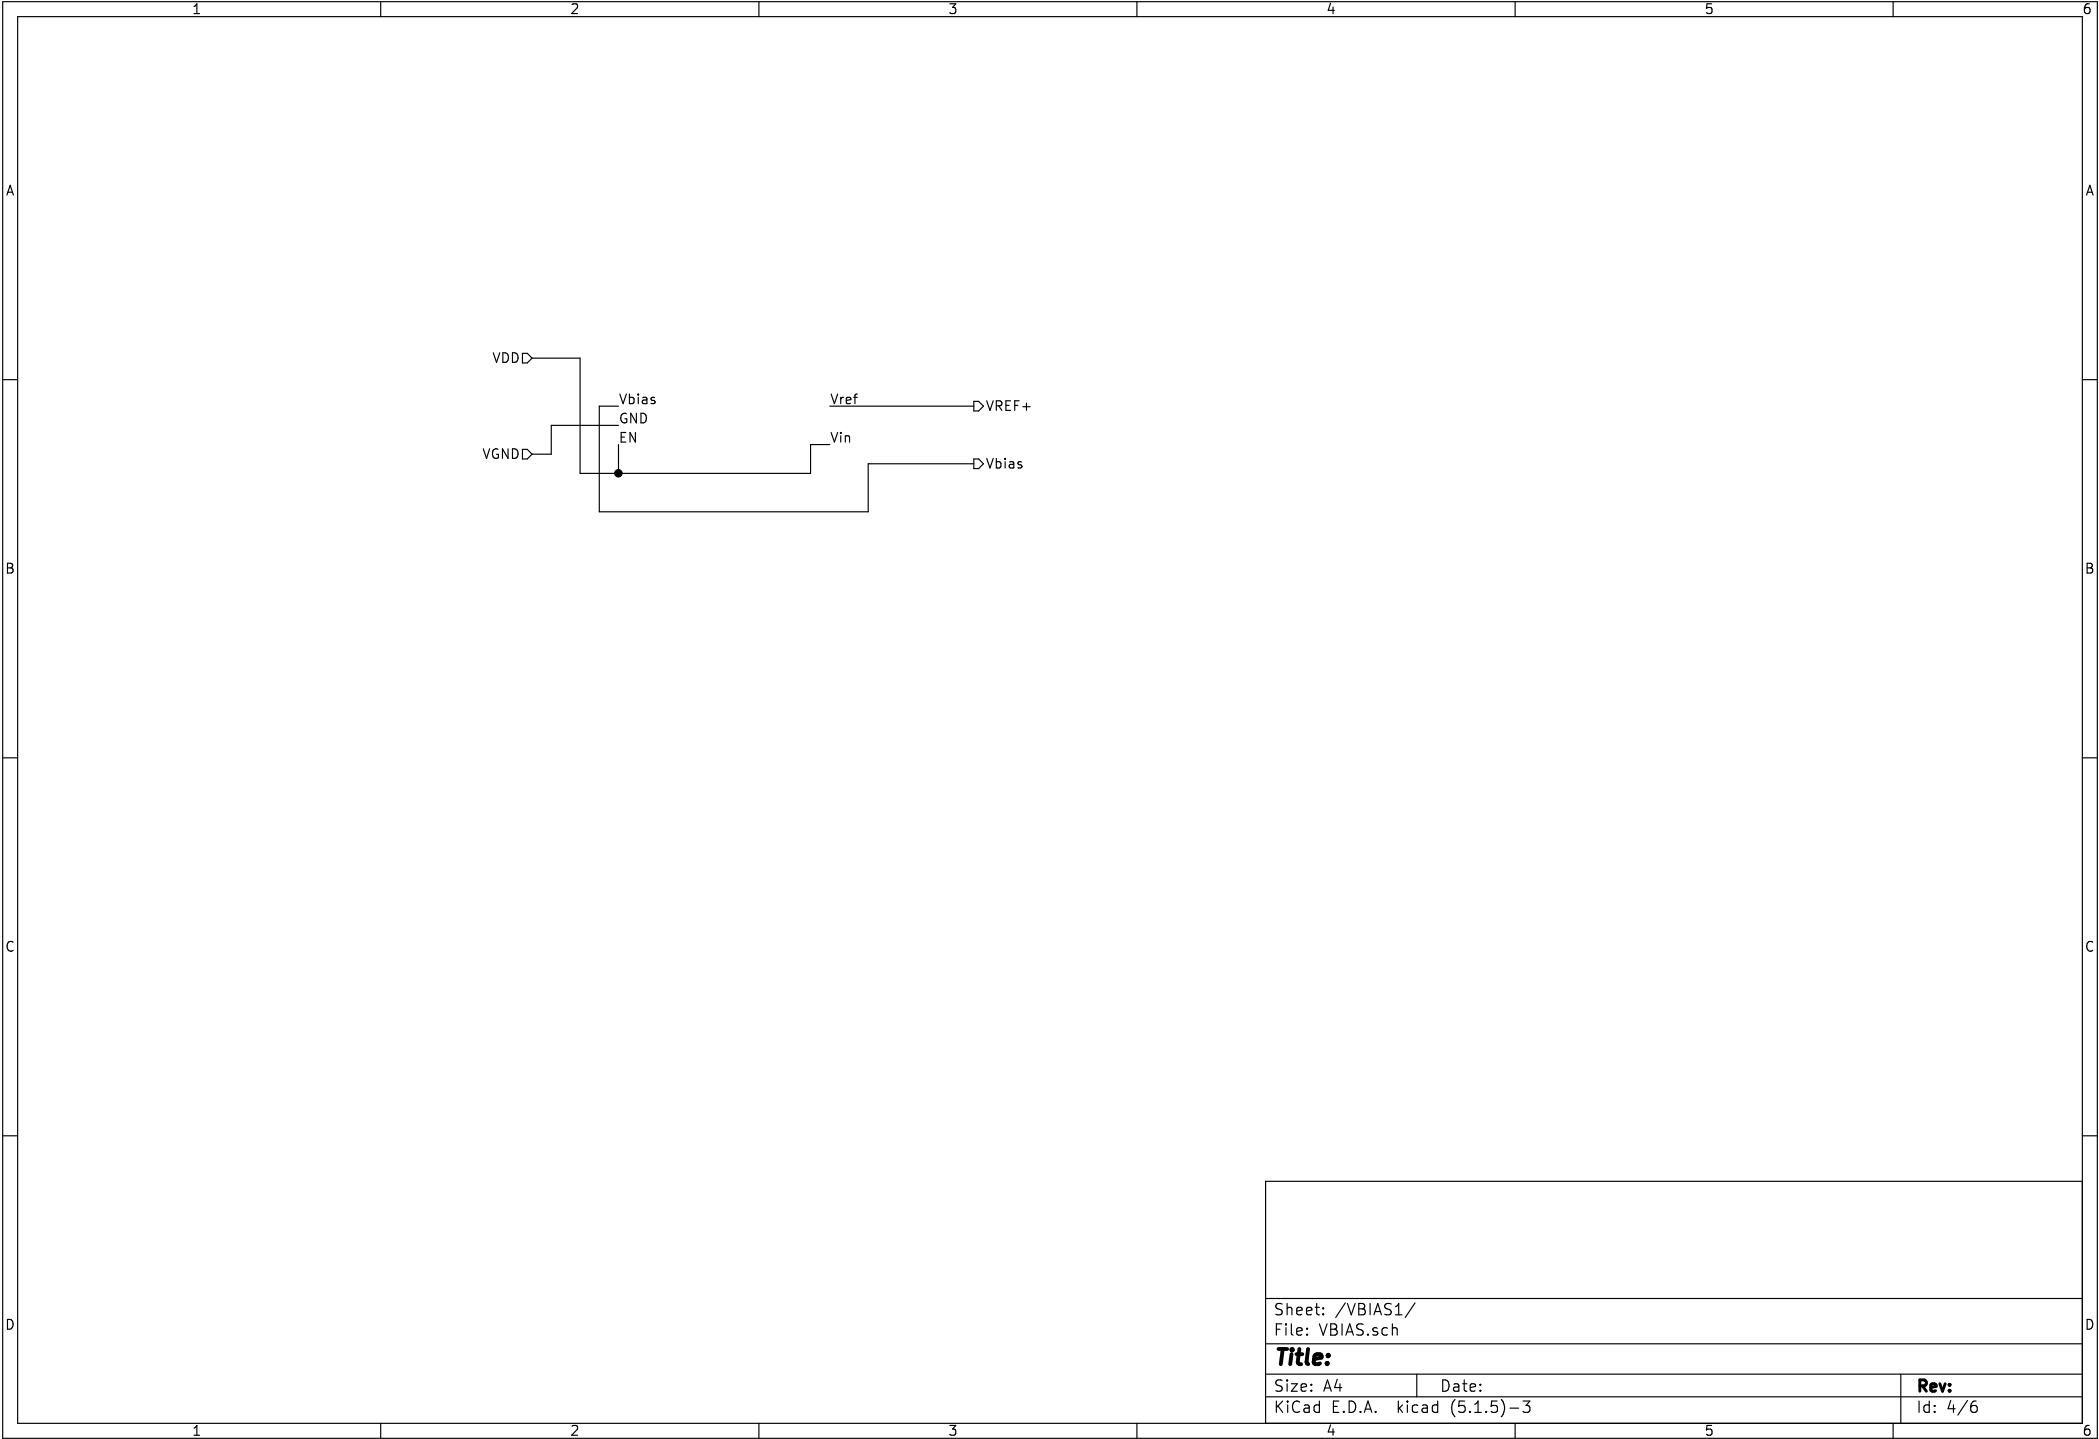 1 2 3 4 5 6
A A
VDD
Vbias Vref VREF+
GND
EN Vin
VGND
Vbias
B B
C C
Sheet: /VBIAS1/
File: VBIAS.sch
D D
Title:
Size: A4 Date: Rev:
KiCad E.D.A. kicad (5.1.5)-3 Id: 4/6
1 2 3 4 5 6